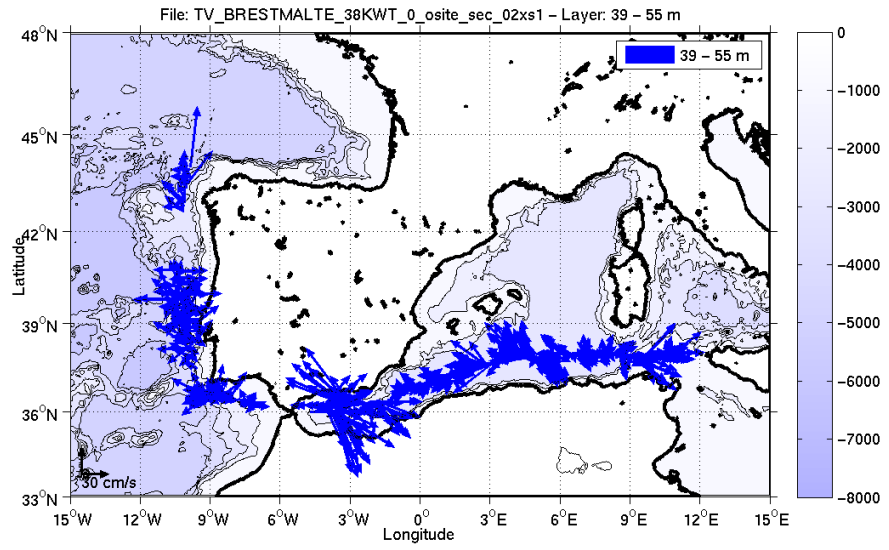 File: TV_BRESTMALTE_38KWT_0_osite_sec_02xs1 – Layer: 39 – 55 m
39 – 55 m
48°N
45°N
42°N
39°N
36°N
33°N
Latitude
30 cm/s
15°W
12°W
9°W
6°W
3°W
0°
3°E
6°E
9°E
12°E
15°E
Longitude
0
−1000
−2000
−3000
−4000
−5000
−6000
−7000
−8000